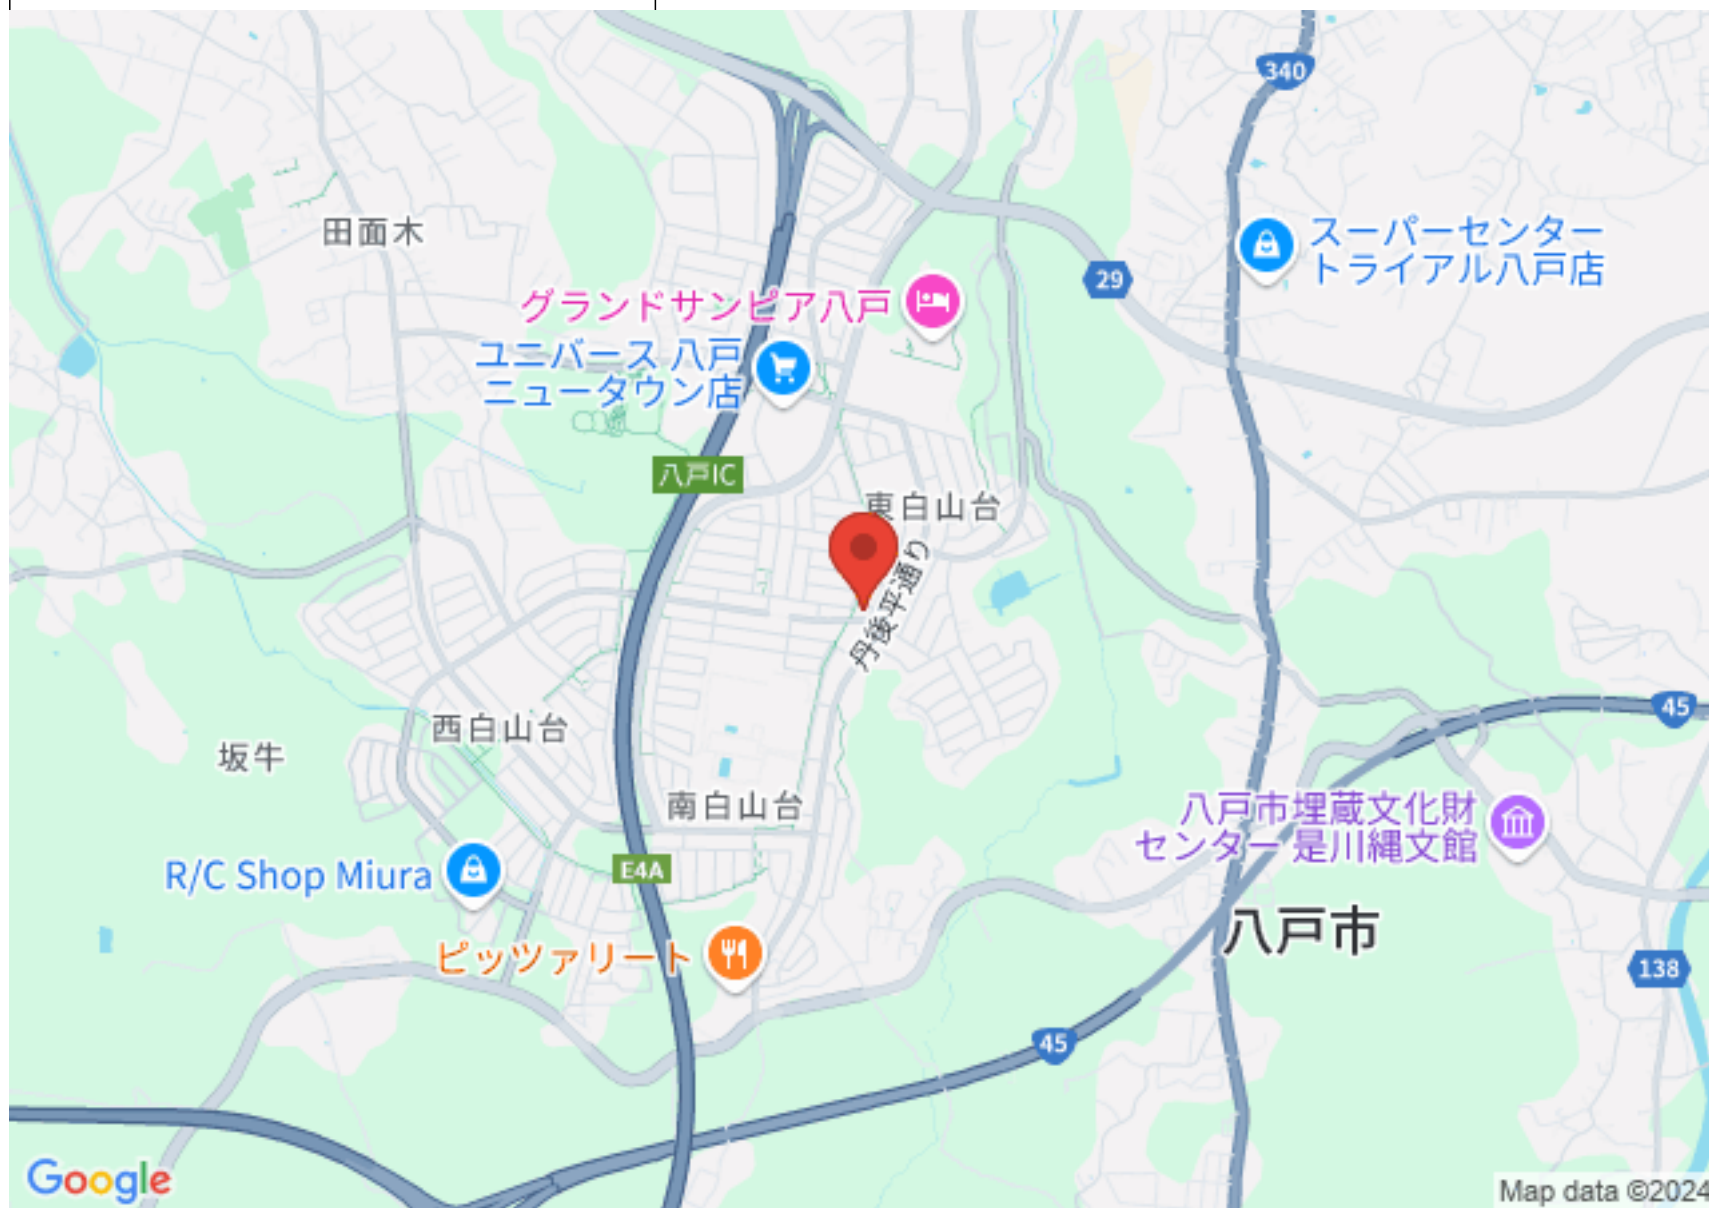 340
田面木
スーパーセンター
トライアル八戸店
29
グランドサンピア八戸
ユニバース 八戸
ニュータウン店
八戸IC
東白山台
丹後平通り
45
西白山台
坂牛
南白山台
八戸市埋蔵文化財
センター 是川縄文館
R/C Shop Miura
E4A
八戸市
ピッツァリート
138
45
Google
Map data ©2024